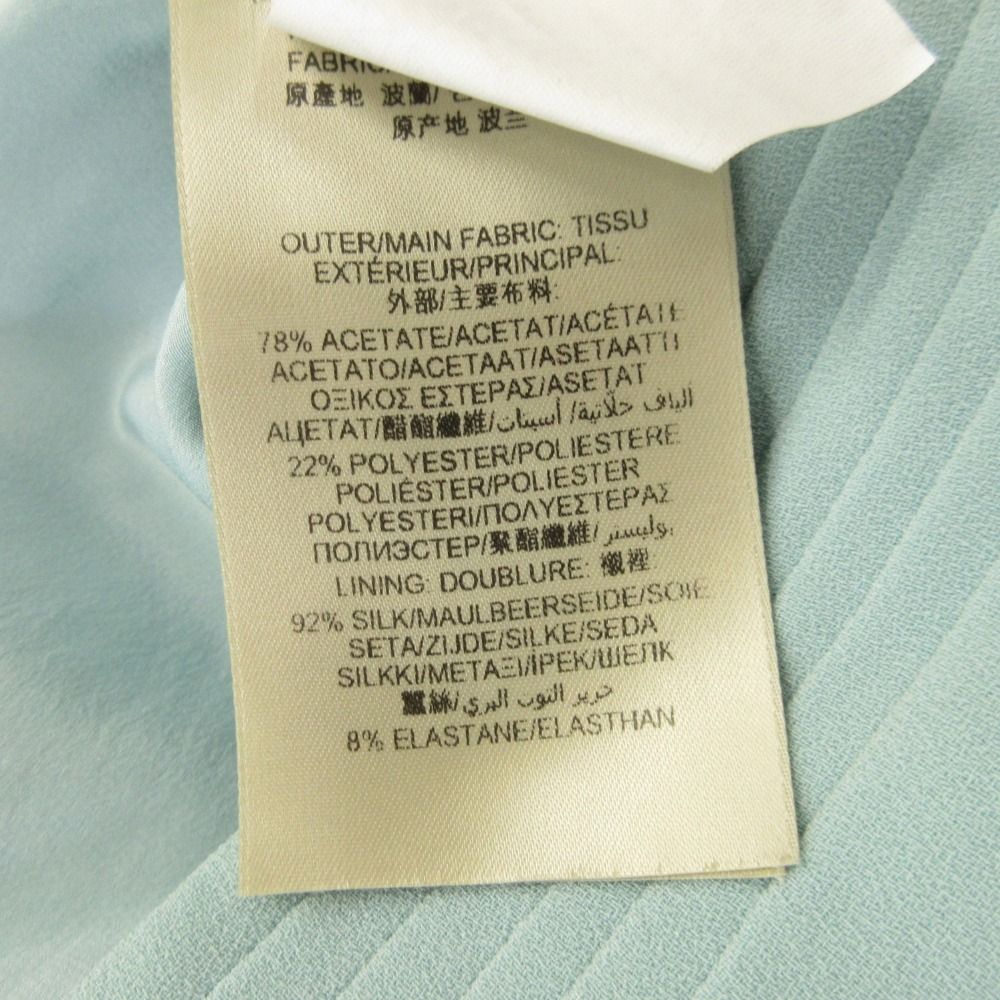 原產地 波蘭/
原产地 波兰
OUTER/MAIN FABRIC: TISSU
EXTÉRIEUR/PRINCIPAL:
外部/主要布料:
78% ACETATE/ACETAT/ACÉTATE
ACETATO/ACETAAT/ASETAATTI
ΟΞΙΚΟΣ ΕΣΤΕΡΑΣ/ASETAT
АЦЕТАТ/醋酯纖維/الياف خلّاتية/ أسيتات
22% POLYESTER/POLIESTERE
POLIÉSTER/POLIESTER
POLYESTERI/ΠΟΛΥΕΣΤΕΡΑΣ
ПОЛИЭСТЕР/聚酯纖維/بوليستر
LINING: DOUBLURE: 襯裡:
92% SILK/MAULBEERSEIDE/SOIE
SETA/ZIJDE/SILKE/SEDA
SILKKI/ΜΕΤΑΞΙ/İPEK/ШЕЛК
蠶絲/حرير التوت البري
8% ELASTANE/ELASTHAN